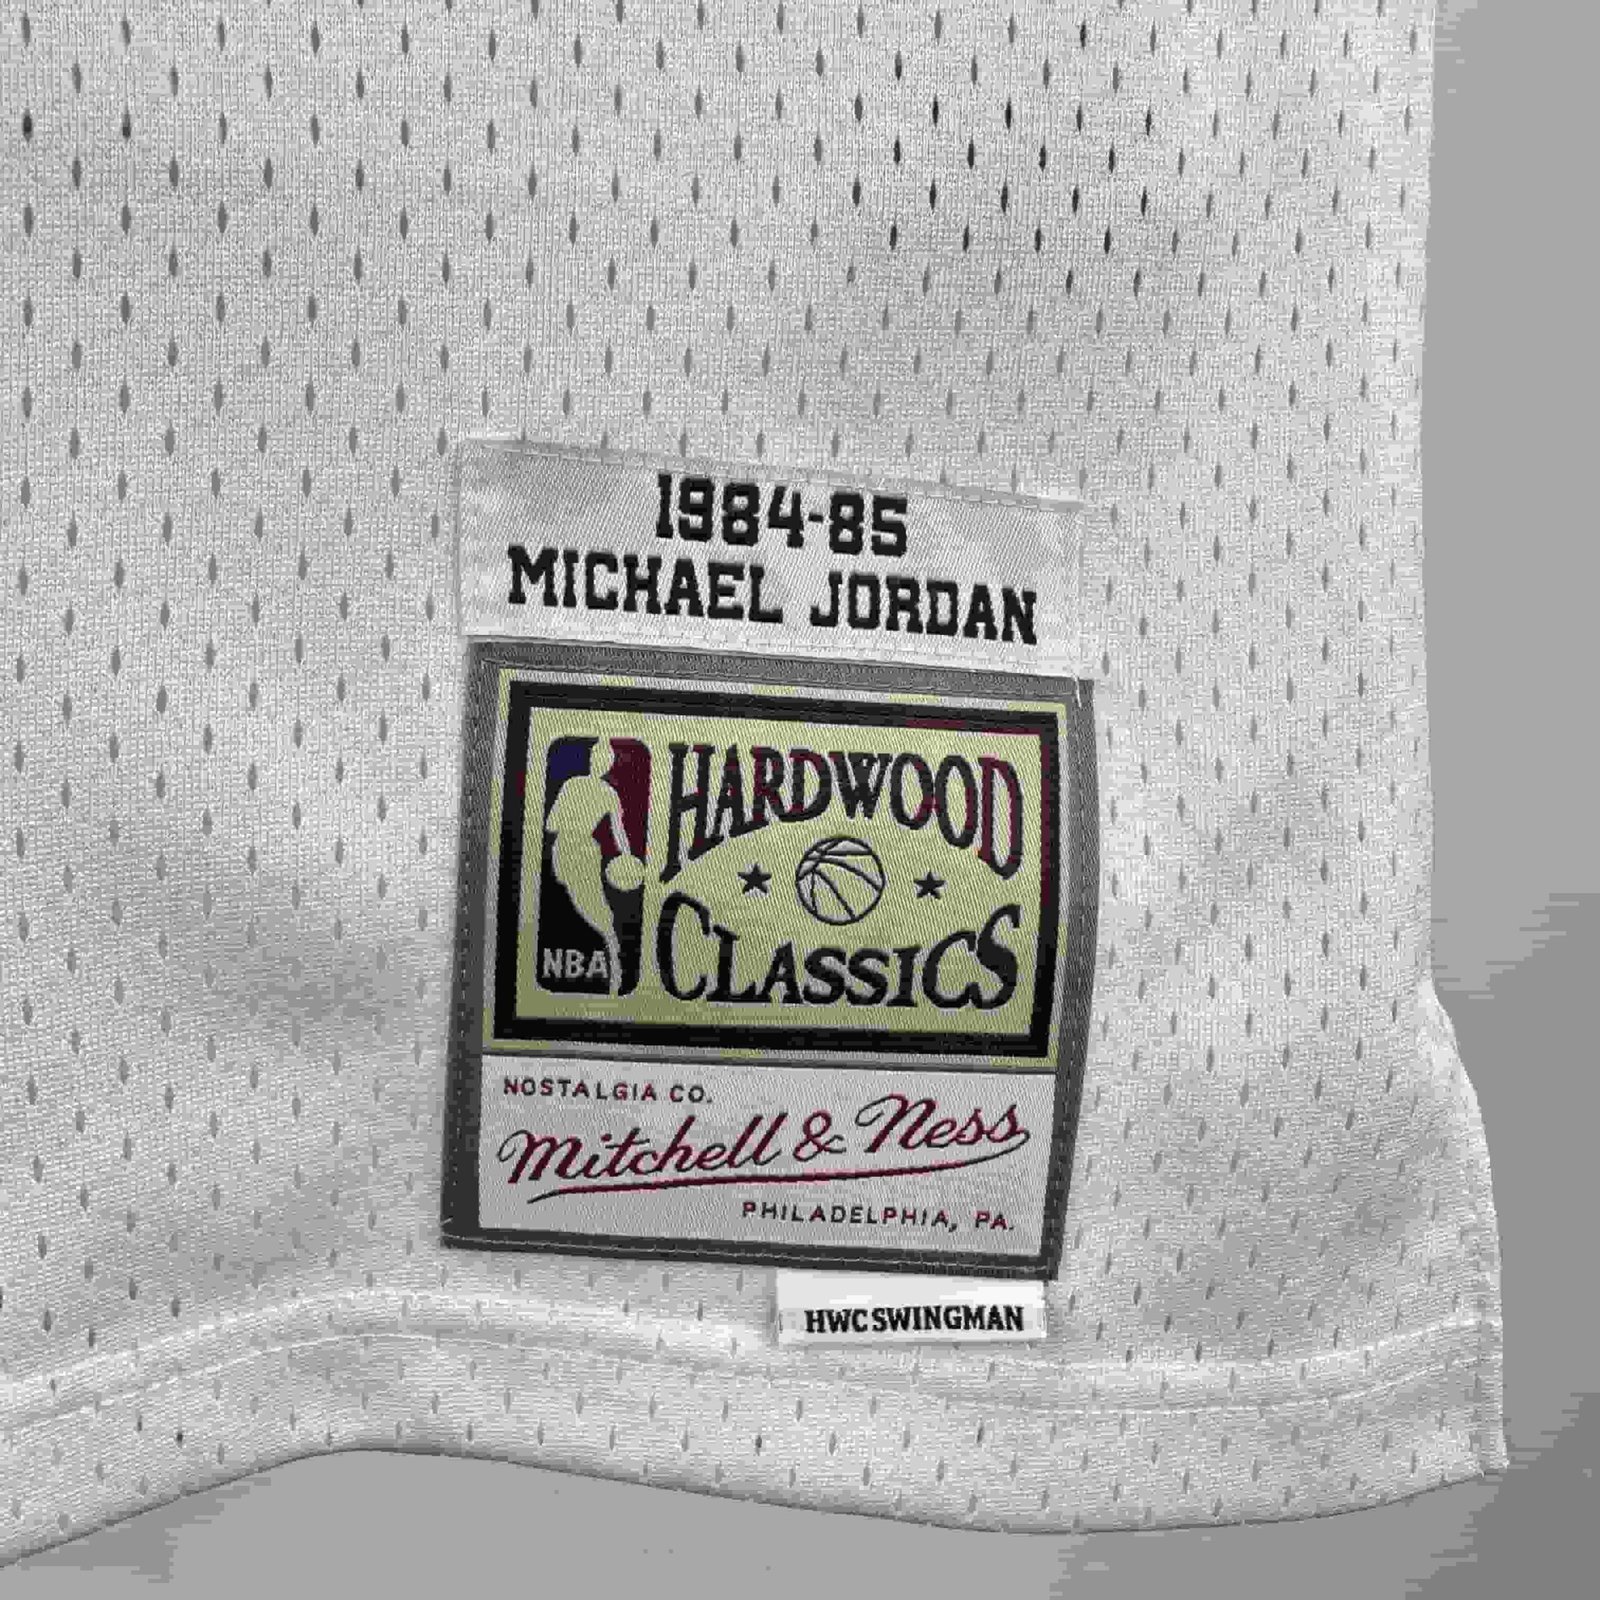 1984-85
MICHAEL JORDAN
HARDWOOD
CLASSICS
NBA
NOSTALGIA CO.
Mitchell & Ness
PHILADELPHIA, PA.
HWC SWINGMAN